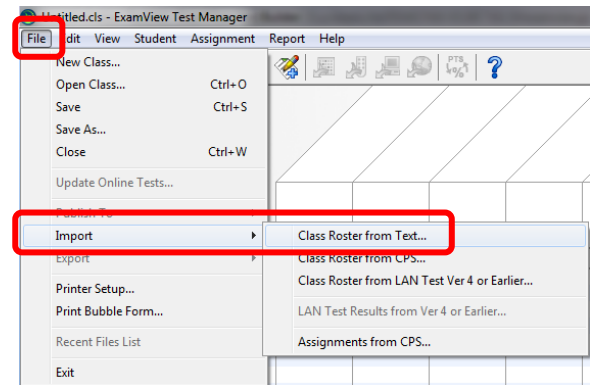 Untitled.cls - ExamView Test Manager
File Edit View Student Assignment Report Help
New Class...
Open Class... Ctrl+O
Save Ctrl+S
Save As...
Close Ctrl+W
Update Online Tests...
Publish To
Import
Export
Printer Setup...
Print Bubble Form...
Recent Files List
Exit
PTS
%
?
Class Roster from Text...
Class Roster from CPS...
Class Roster from LAN Test Ver 4 or Earlier...
LAN Test Results from Ver 4 or Earlier...
Assignments from CPS...